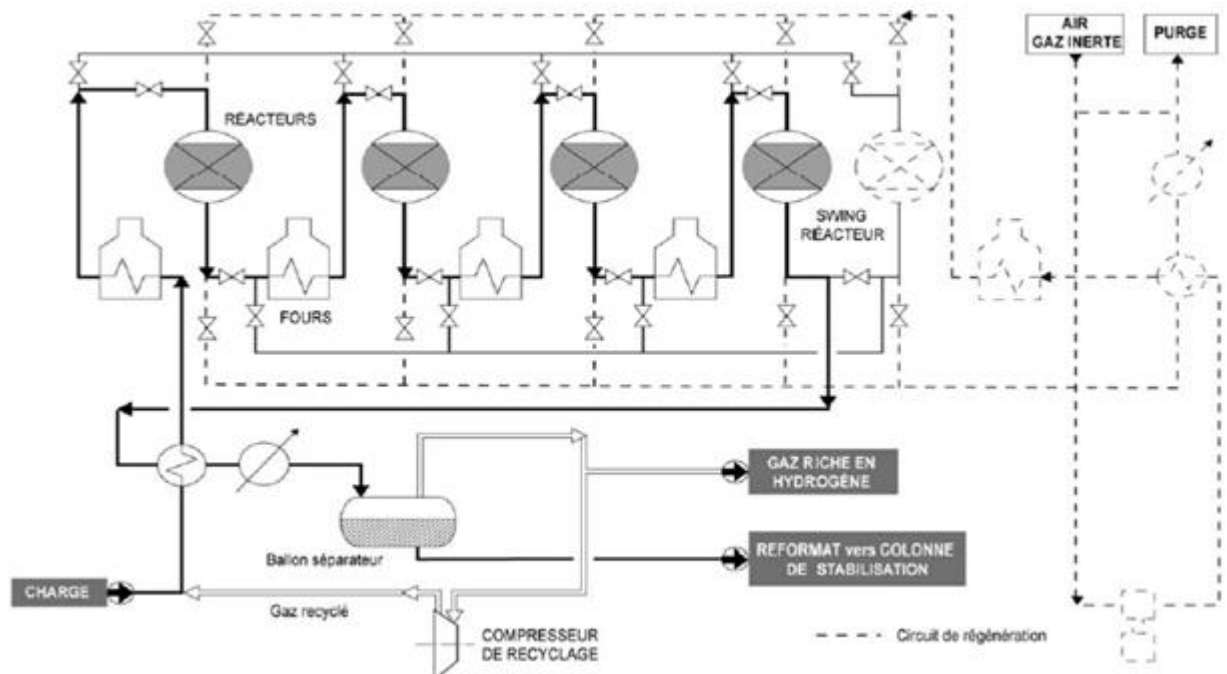 AIR
GAZ INERTE
PURGE
RÉACTEURS
SWING
RÉACTEUR
FOURS
GAZ RICHE EN
HYDROGÈNE
Ballon séparateur
REFORMAT vers COLONNE
DE STABILISATION
CHARGE
Gaz recyclé
COMPRESSEUR
DE RECYCLAGE
Circuit de régénération